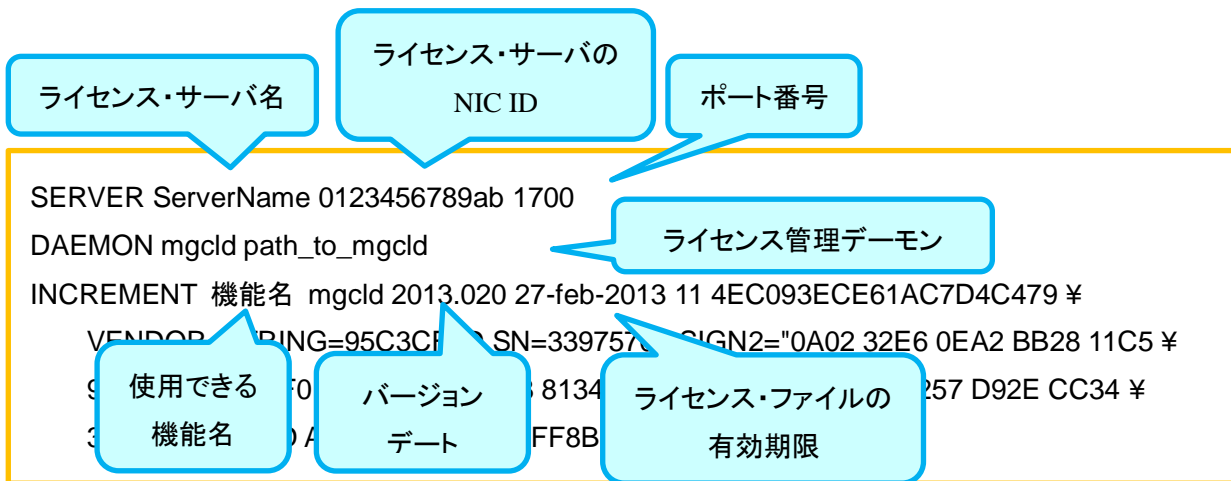 ライセンス・サーバ名
ライセンス・サーバの
NIC ID
ポート番号
SERVER ServerName 0123456789ab 1700
DAEMON mgcld path_to_mgcld
ライセンス管理デーモン
INCREMENT 機能名 mgcld 2013.020 27-feb-2013 11 4EC093ECE61AC7D4C479 ¥
SIGN2="0A02 32E6 0EA2 BB28 11C5 ¥
8134 D92E CC34 ¥
使用できる
機能名
バージョン
デート
ライセンス・ファイルの
有効期限